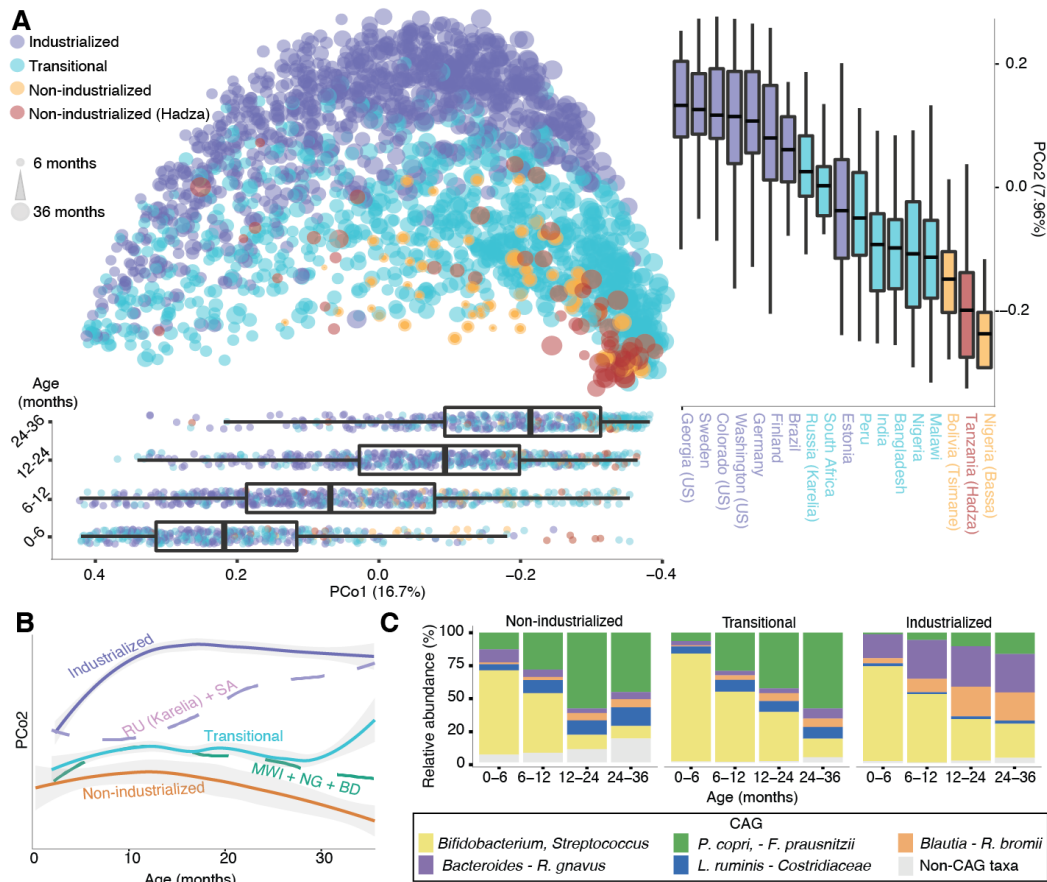 A
Industrialized
Transitional
Non-industrialized
Non-industrialized (Hadza)
6 months
36 months
0.2
0.0
−0.2
PCo2 (7.96%)
Georgia (US)
Sweden
Colorado (US)
Washington (US)
Germany
Finland
Brazil
Russia (Karelia)
South Africa
Estonia
Peru
India
Bangladesh
Nigeria
Malawi
Bolivia (Tsimane)
Tanzania (Hadza)
Nigeria (Bassa)
Age
(months)
24-36
12-24
6-12
0-6
0.4 0.2 0.0 −0.2 −0.4
PCo1 (16.7%)
B
PCo2
Industrialized
RU (Karelia) + SA
Transitional
MWI + NG + BD
Non-industrialized
0 10 20 30
Age (months)
C
Non-industrialized Transitional Industrialized
Relative abundance (%)
100
75
50
20
0
0–6 6–12 12–24 24–36 0–6 6–12 12–24 24–36 0–6 6–12 12–24 24–36
Age (months)
CAG
Bifidobacterium, Streptococcus P. copri, - F. prausnitzii Blautia - R. bromii
Bacteroides - R. gnavus L. ruminis - Costridiaceae Non-CAG taxa